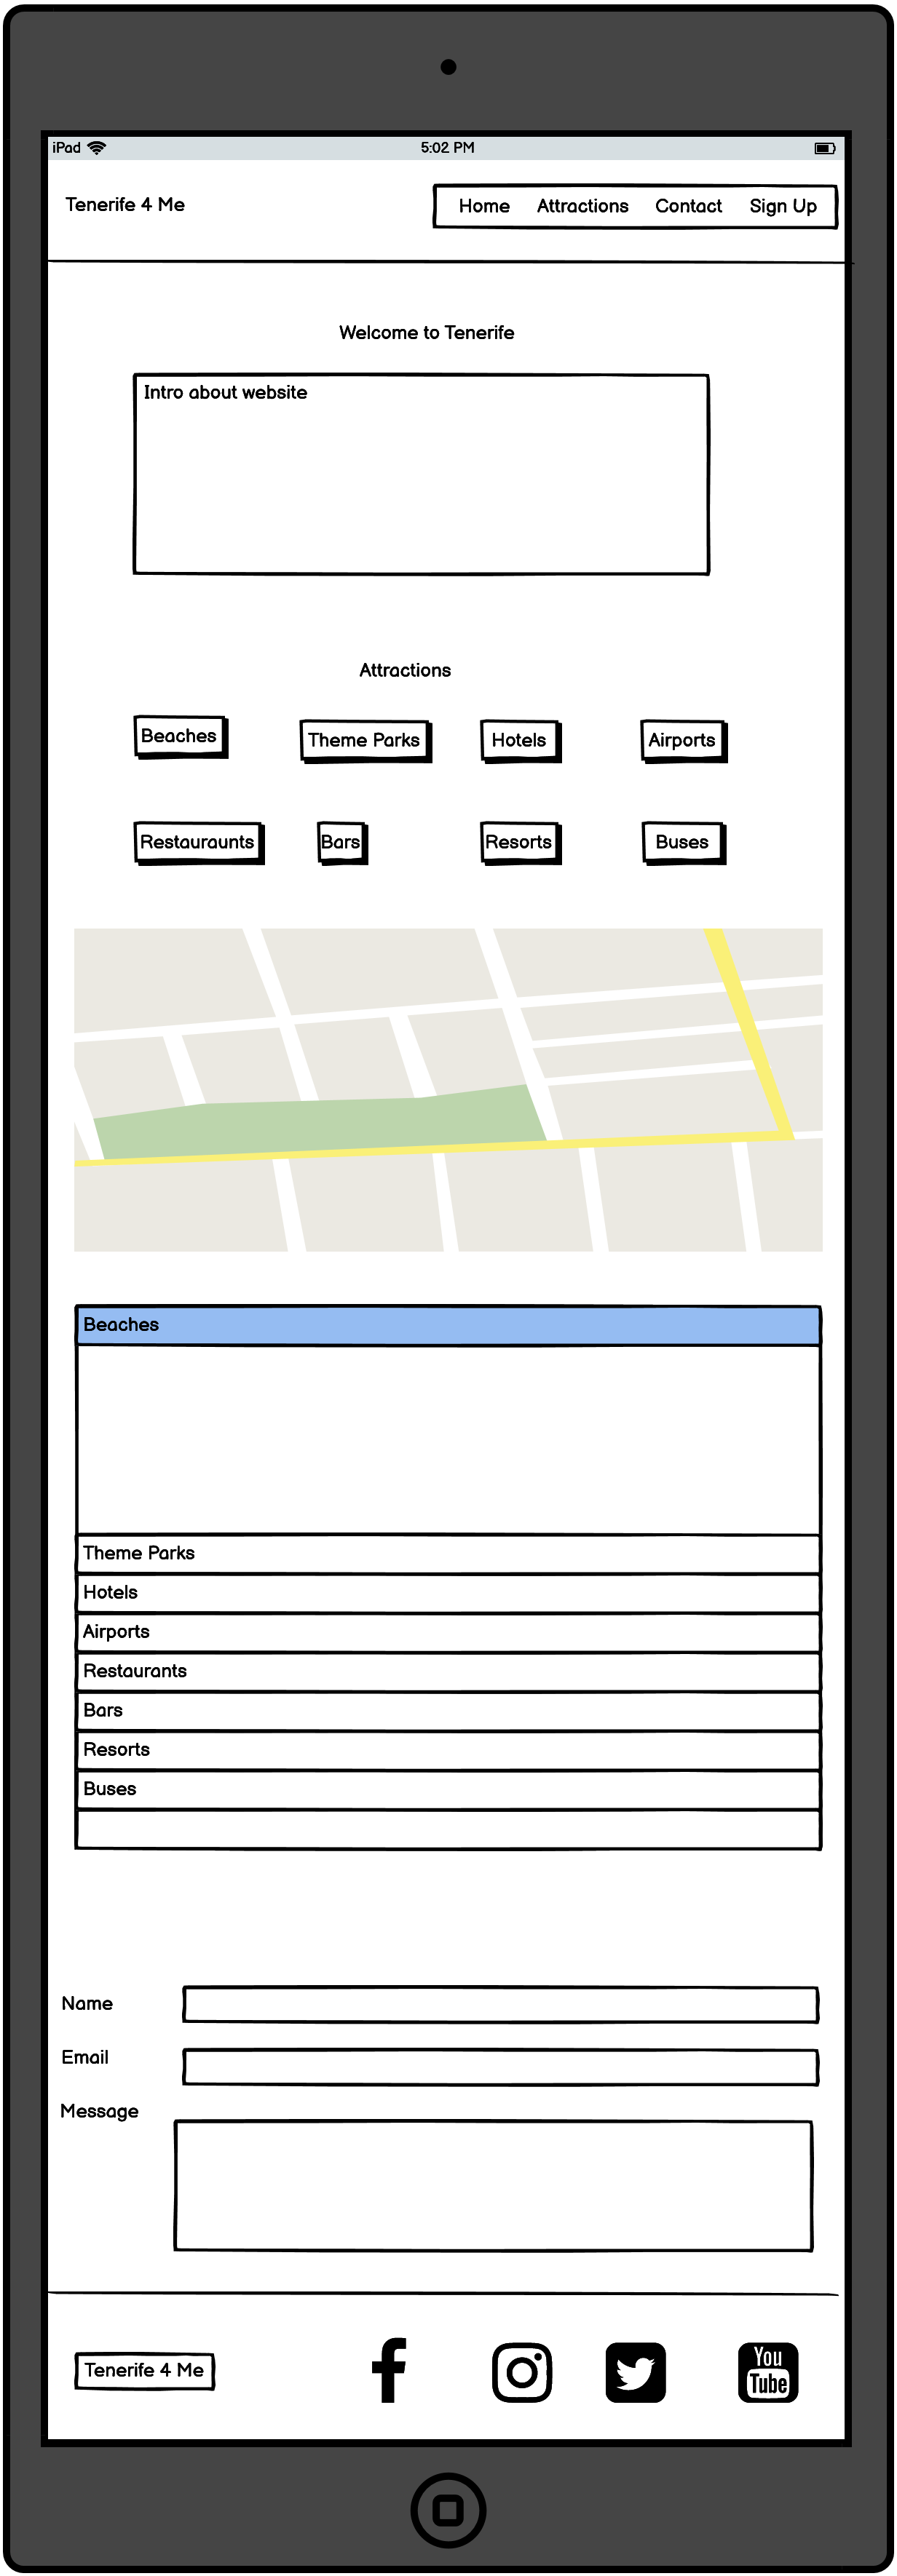 iPad 5:02 PM
Tenerife 4 Me Home Attractions Contact Sign Up
Welcome to Tenerife
Intro about website
Attractions
Beaches Theme Parks Hotels Airports
Restauraunts Bars Resorts Buses
Beaches
Theme Parks
Hotels
Airports
Restaurants
Bars
Resorts
Buses
Name
Email
Message
Tenerife 4 Me You
Tube